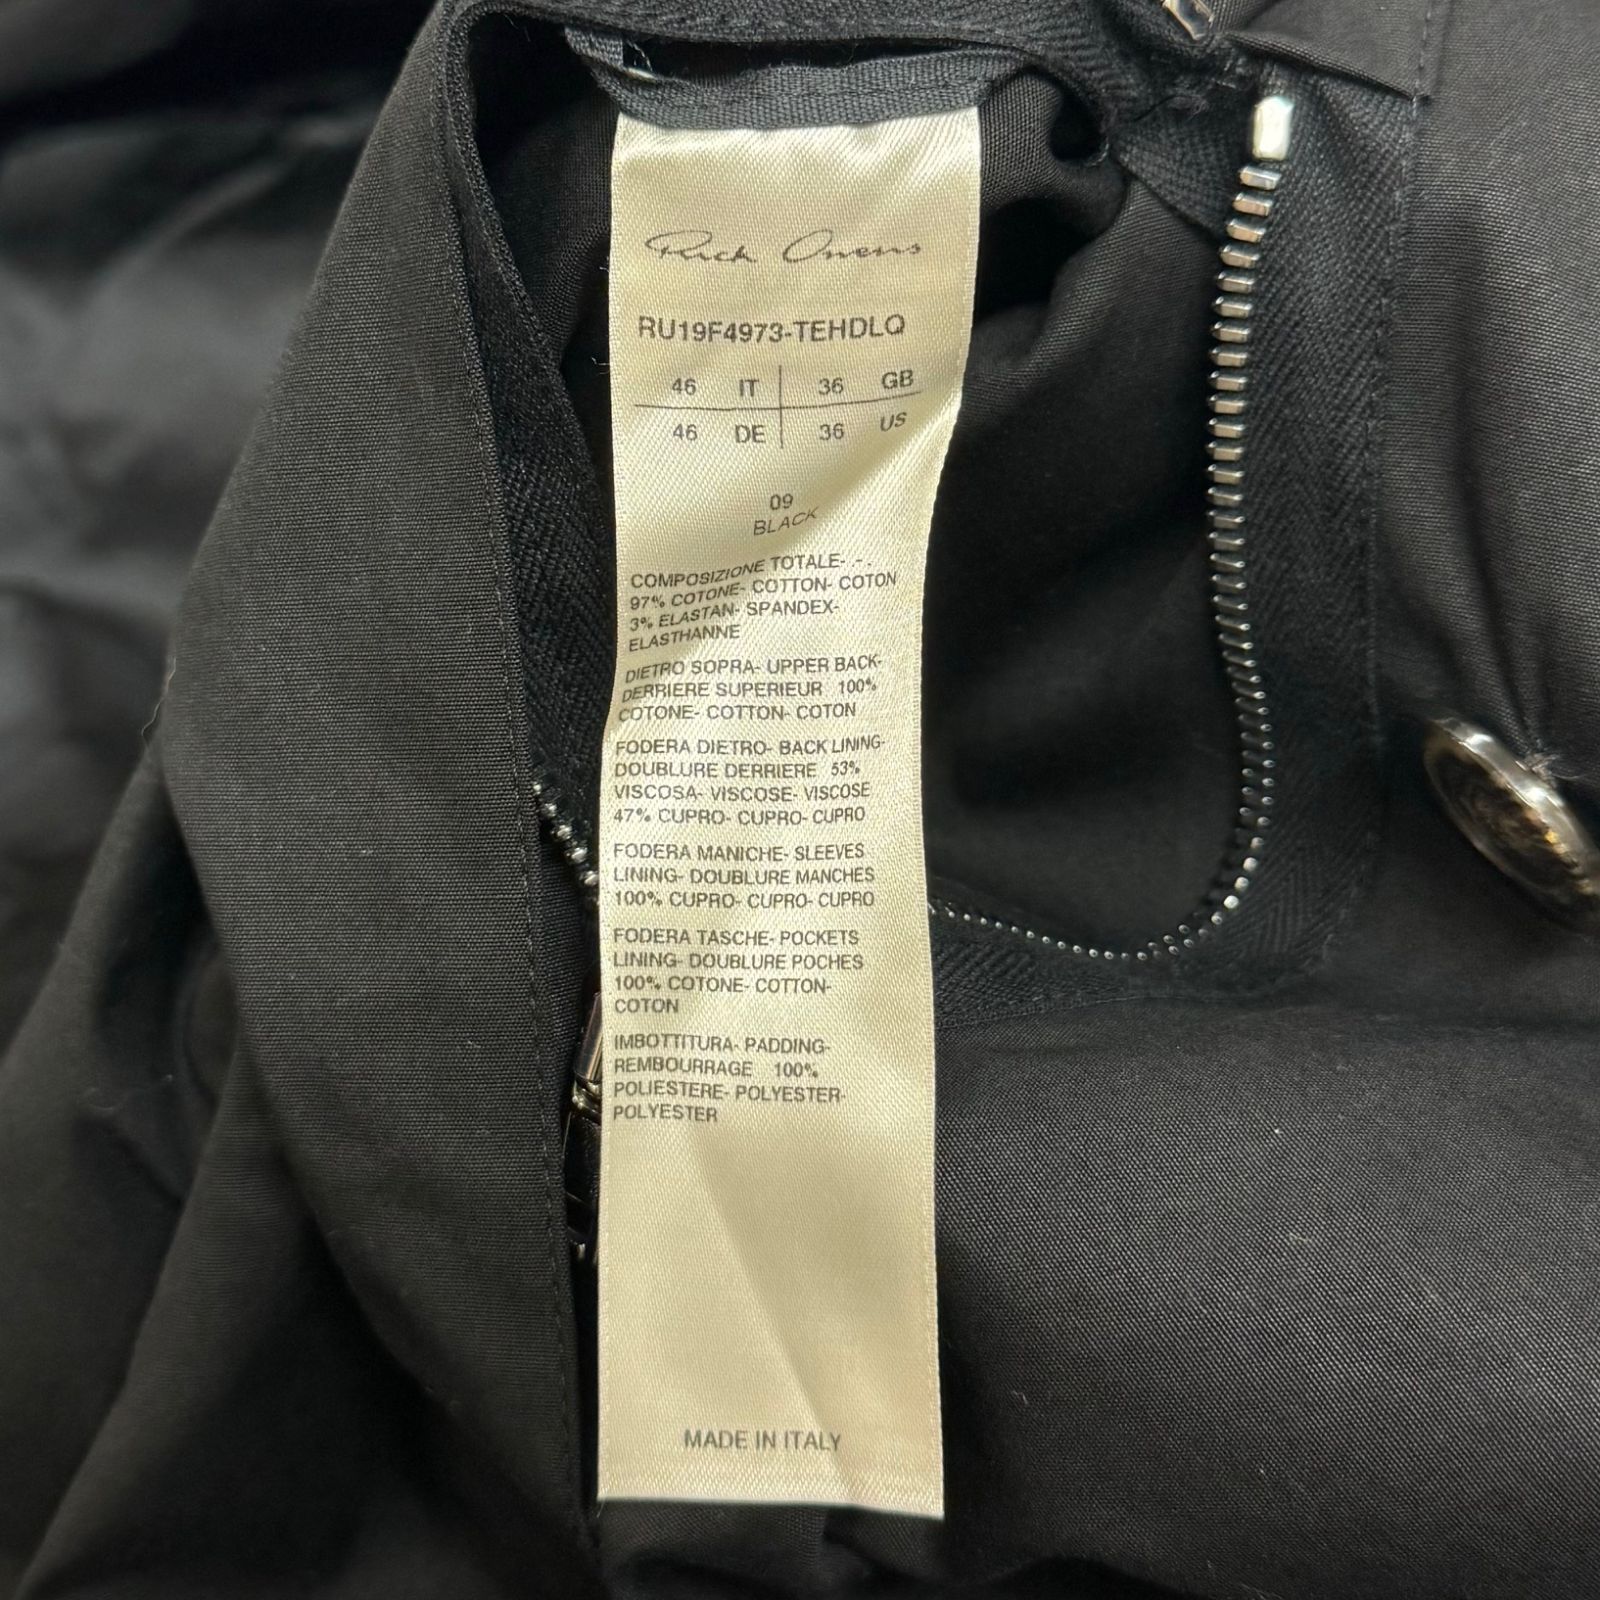 Rick Owens
RU19F4973-TEHDLQ
46 IT 36 GB
46 DE 36 US
09
BLACK
COMPOSIZIONE TOTALE- - .
97% COTONE- COTTON- COTON
3% ELASTAN- SPANDEX-
ELASTHANNE
DIETRO SOPRA- UPPER BACK-
DERRIERE SUPERIEUR 100%
COTONE- COTTON- COTON
FODERA DIETRO- BACK LINING-
DOUBLURE DERRIERE 53%
VISCOSA- VISCOSE- VISCOSE
47% CUPRO- CUPRO- CUPRO
FODERA MANICHE- SLEEVES
LINING- DOUBLURE MANCHES
100% CUPRO- CUPRO- CUPRO
FODERA TASCHE- POCKETS
LINING- DOUBLURE POCHES
100% COTONE- COTTON-
COTON
IMBOTTITURA- PADDING-
REMBOURRAGE 100%
POLIESTERE- POLYESTER-
POLYESTER
MADE IN ITALY